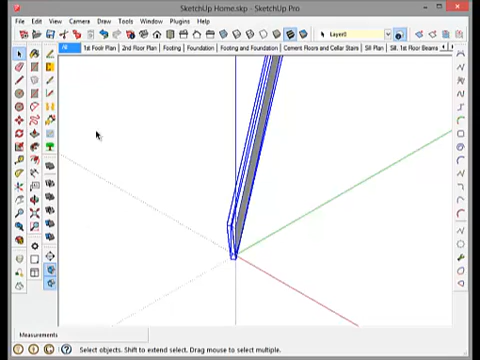 SketchUp Home.skp - SketchUp Pro
File Edit View Camera Draw Tools Window Plugins Help
Layer0
All 1st Floor Plan 2nd Floor Plan Footing Foundation Footing and Foundation Cement Floors and Cellar Stairs Sill Plan Sill, 1st Floor Beams
Measurements
Select objects. Shift to extend select. Drag mouse to select multiple.